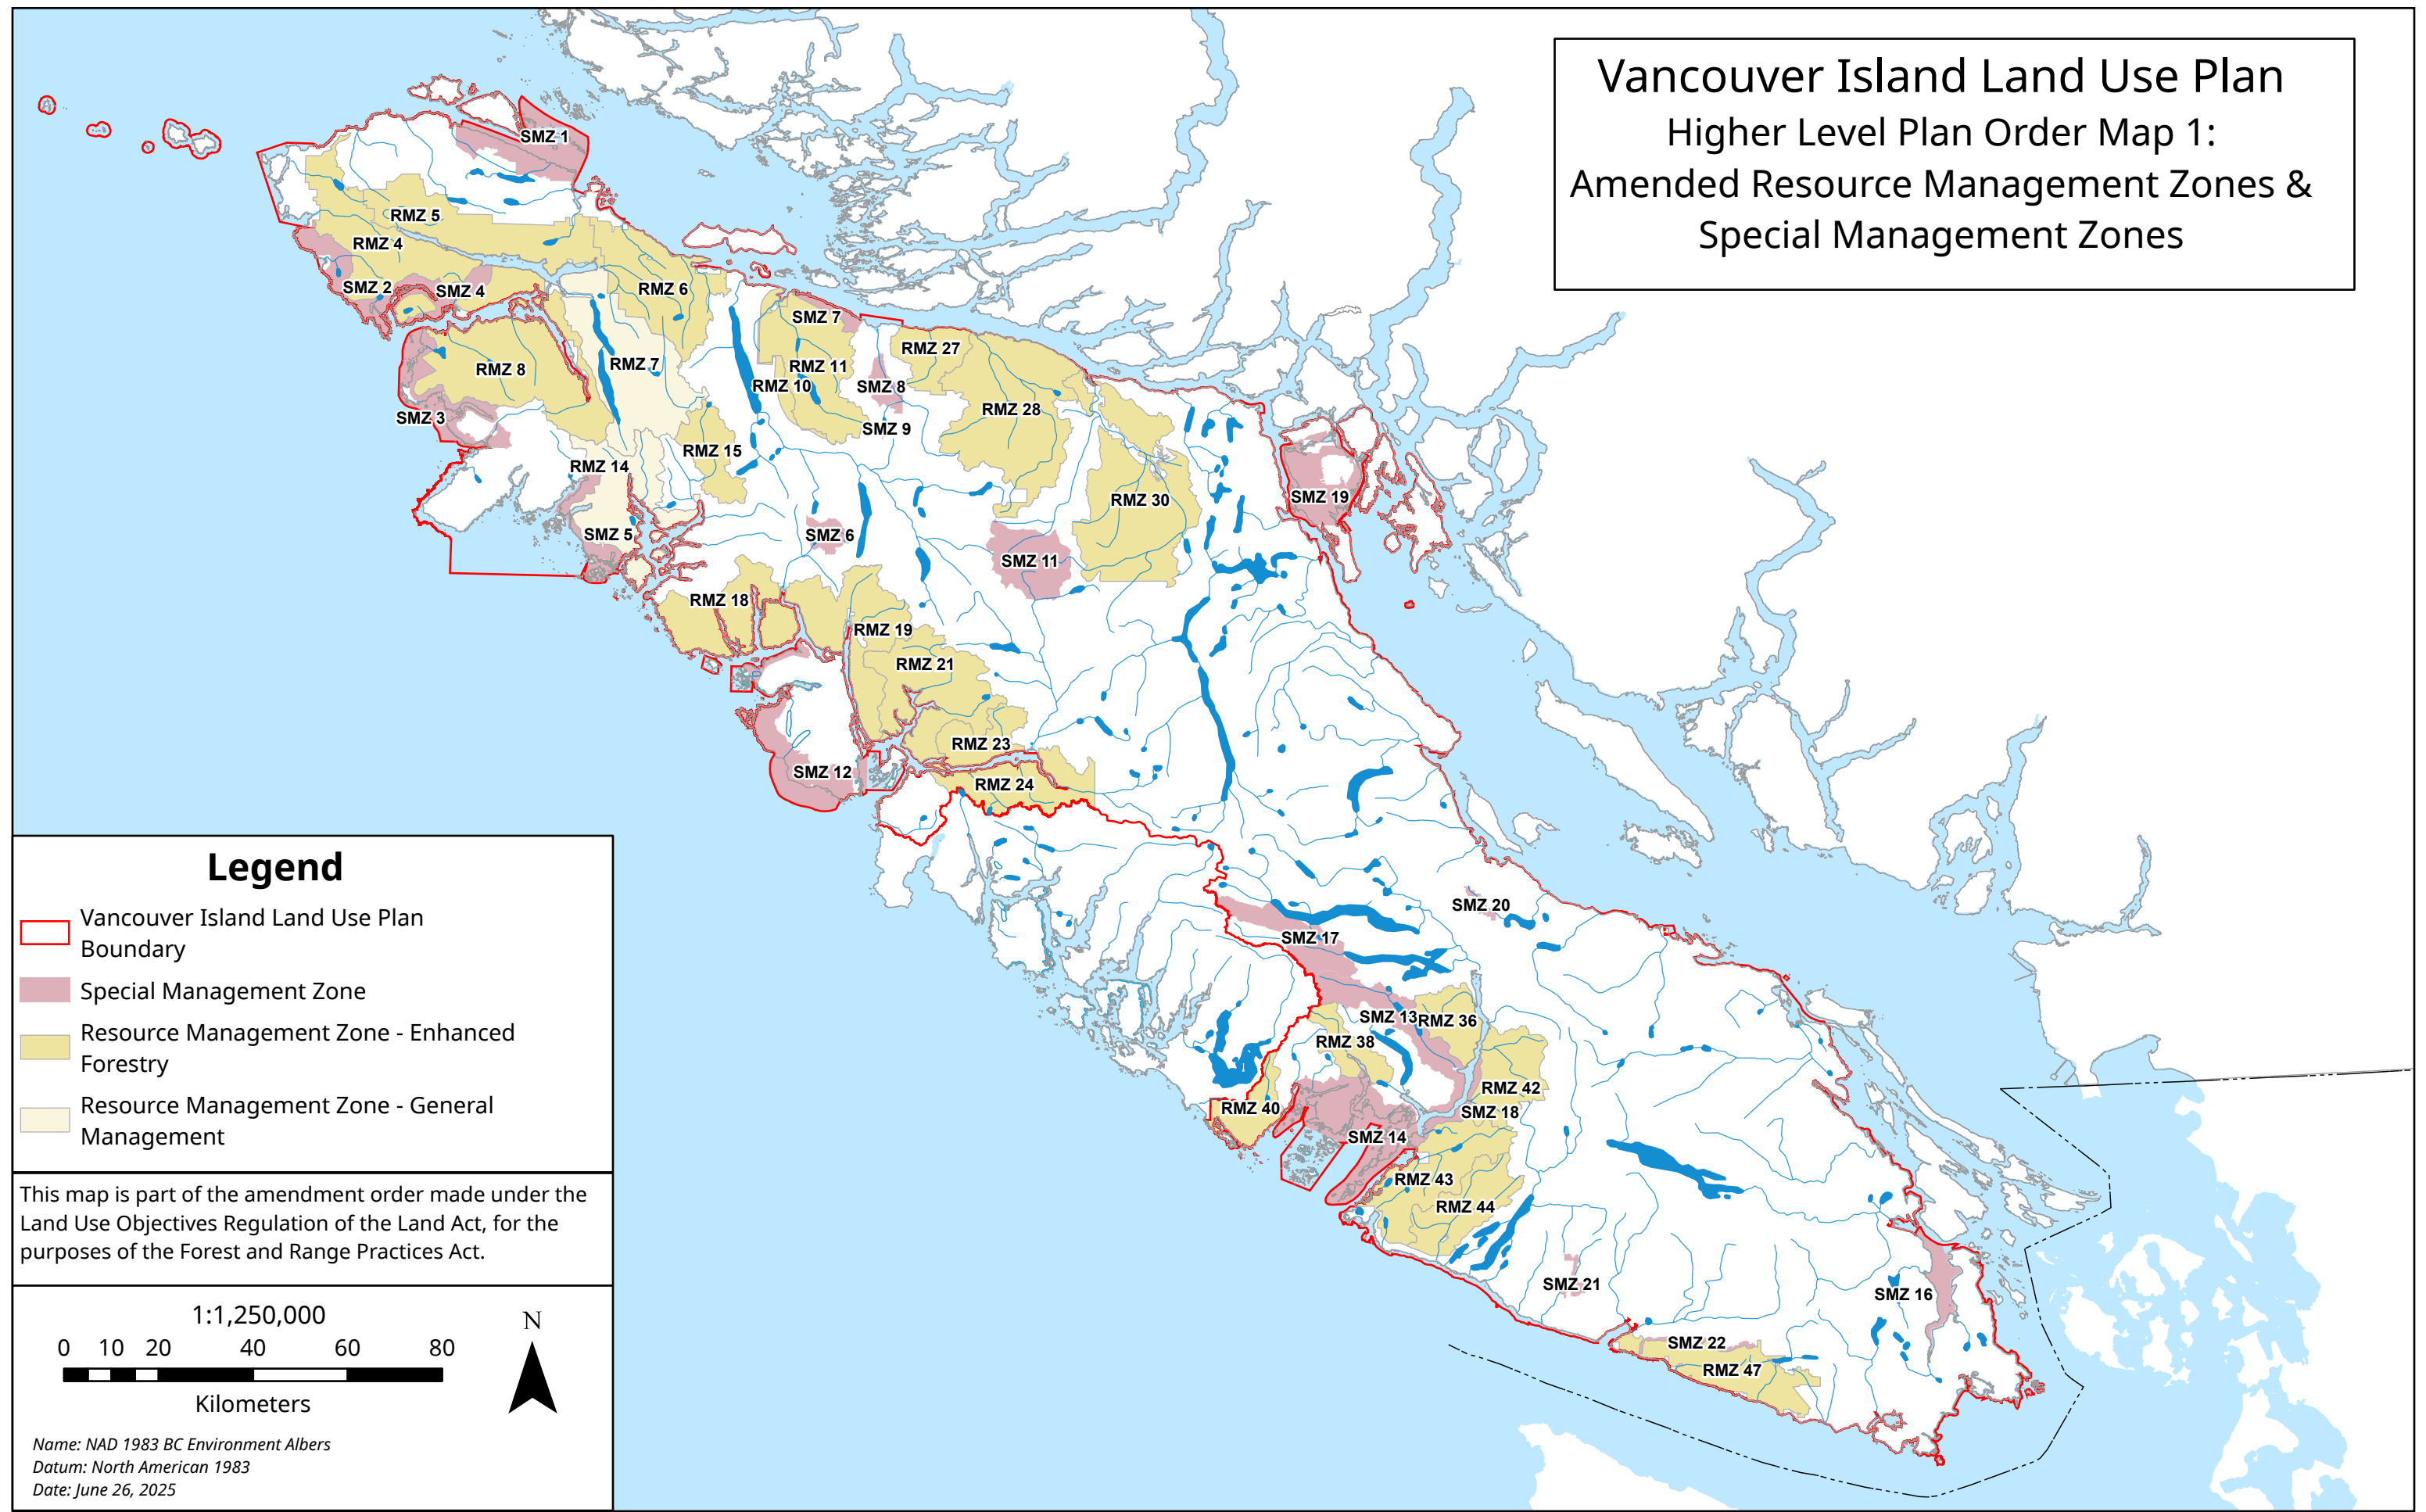 Vancouver Island Land Use Plan
Higher Level Plan Order Map 1:
Amended Resource Management Zones &
Special Management Zones
SMZ 1
RMZ 5
RMZ 4
SMZ 2
SMZ 4
RMZ 6
SMZ 7
RMZ 27
RMZ 8
RMZ 7
RMZ 11
RMZ 10
SMZ 8
SMZ 3
RMZ 28
SMZ 9
RMZ 15
RMZ 14
RMZ 30
SMZ 19
SMZ 5
SMZ 6
SMZ 11
RMZ 18
RMZ 19
RMZ 21
RMZ 23
SMZ 12
RMZ 24
SMZ 20
SMZ 17
SMZ 13
RMZ 36
RMZ 38
RMZ 42
RMZ 40
SMZ 18
SMZ 14
RMZ 43
RMZ 44
SMZ 21
SMZ 16
SMZ 22
RMZ 47
Legend
Vancouver Island Land Use Plan
Boundary
Special Management Zone
Resource Management Zone - Enhanced
Forestry
Resource Management Zone - General
Management
This map is part of the amendment order made under the
Land Use Objectives Regulation of the Land Act, for the
purposes of the Forest and Range Practices Act.
1:1,250,000
N
0 10 20 40 60 80
Kilometers
Name: NAD 1983 BC Environment Albers
Datum: North American 1983
Date: June 26, 2025